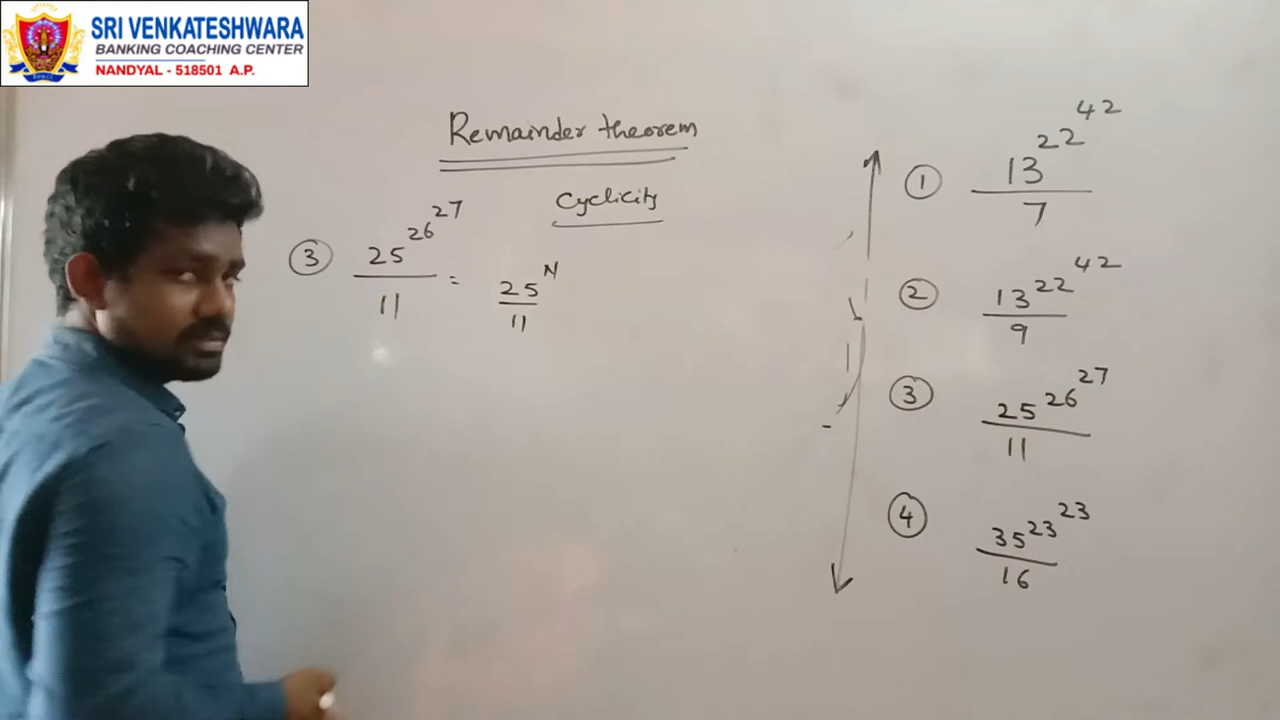 SRI VENKATESHWARA
BANKING COACHING CENTER
NANDYAL - 518501 A.P.
Remainder theorem
Cyclicity
③ 25^26^27 / 11 = 25^N / 11
① 13^22^42 / 7
② 13^22^42 / 9
③ 25^26^27 / 11
④ 35^23^23 / 16